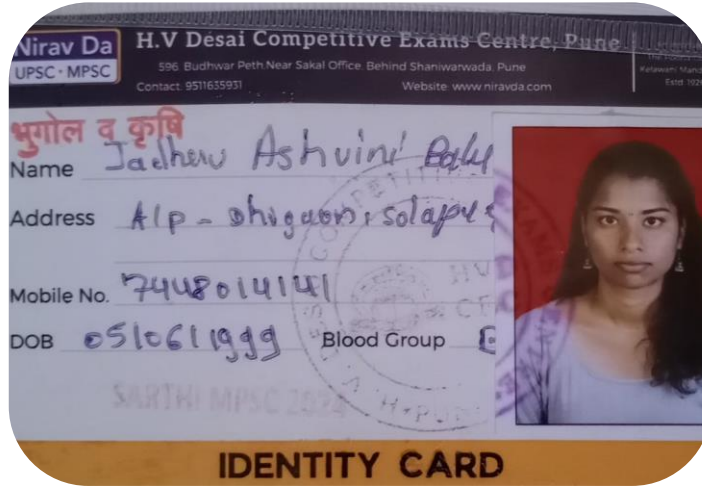 Nirav Da
UPSC • MPSC
H.V Desai Competitive Exams Centre, Pune
596, Budhwar Peth, Near Sakal Office, Behind Shaniwarwada, Pune
Contact: 9511635931 Website: www.niravda.com
Estd. 192
भुगोल व कृषि
Name Jadhav Ashvini
Address A/p - Dhigaon, Solapur
Mobile No. 7448014141
DOB 05/06/1999 Blood Group
SARTHI MPSC 2024
IDENTITY CARD